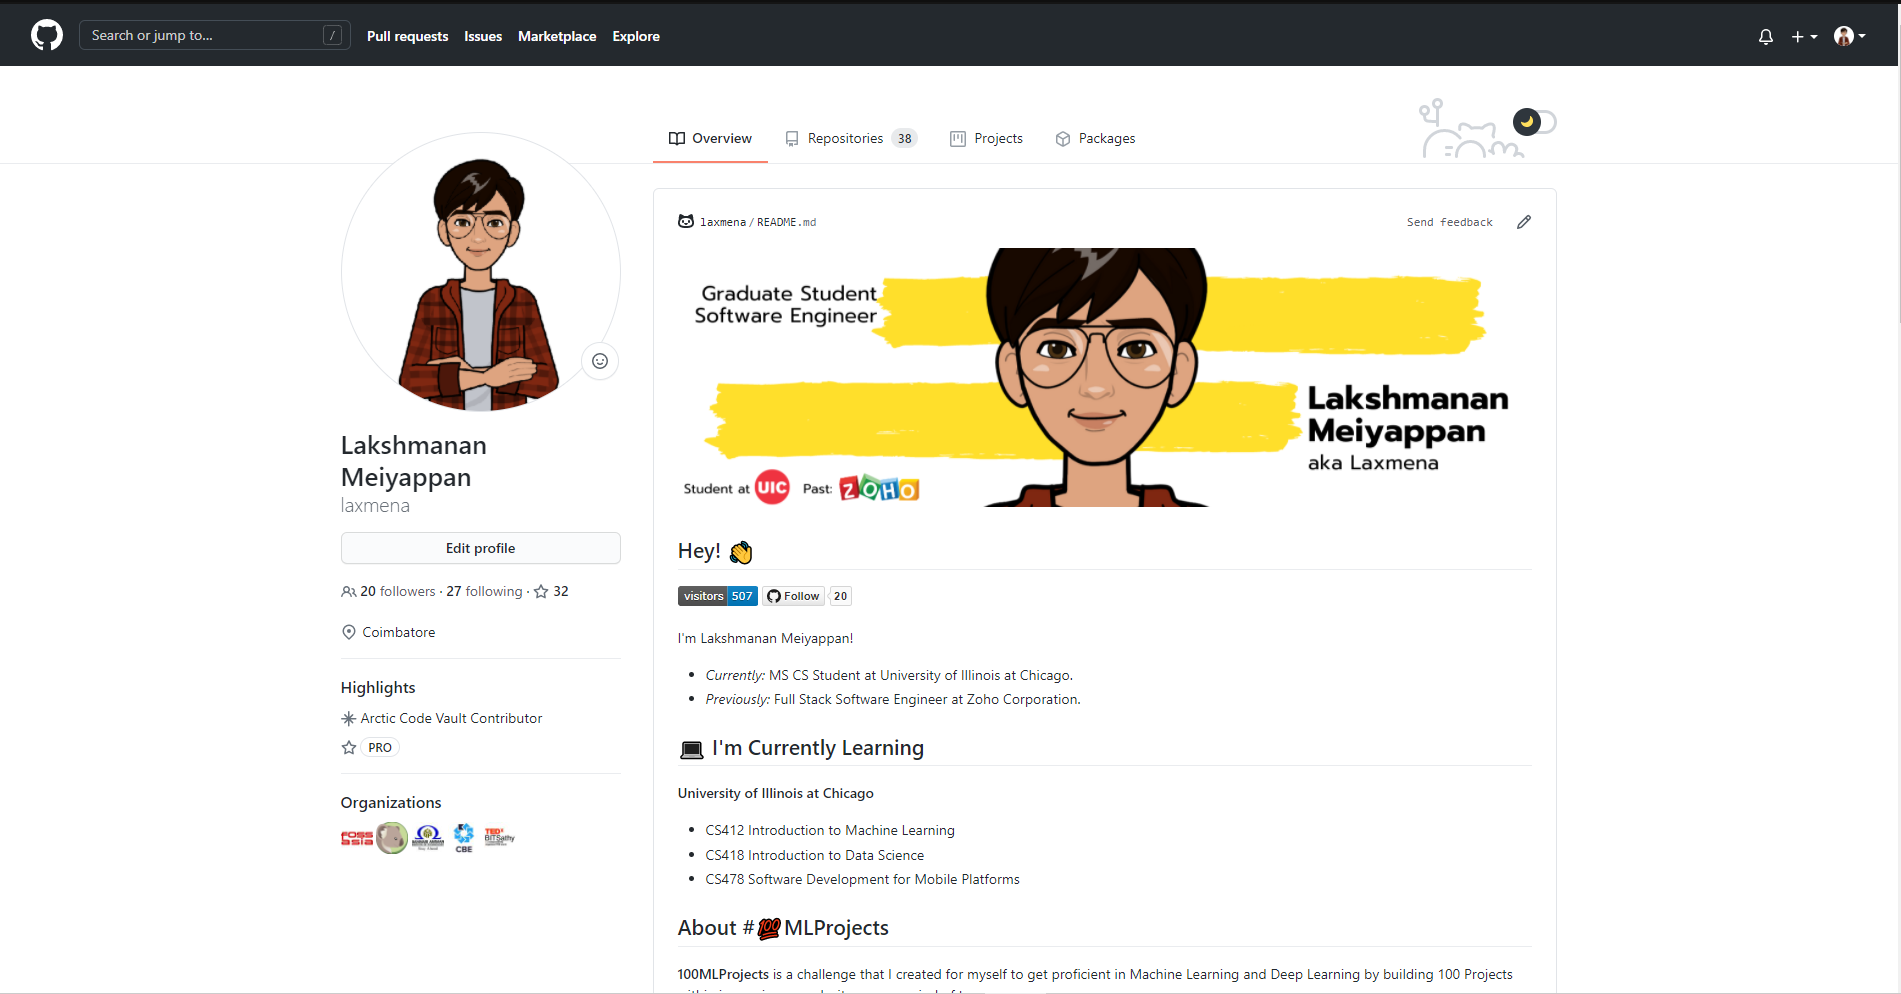 Search or jump to... /
Pull requests Issues Marketplace Explore
Overview Repositories 38 Projects Packages
laxmena/README.md
Send feedback
Graduate Student
Software Engineer
Lakshmanan
Meiyappan
aka Laxmena
Student at UIC Past: ZOHO
Lakshmanan
Meiyappan
laxmena
Edit profile
20 followers · 27 following · 32
Coimbatore
Highlights
Arctic Code Vault Contributor
PRO
Organizations
FOSS
ASIA
CBE
TEDx
BITSathy
Hey! 👋
visitors 507 Follow 20
I'm Lakshmanan Meiyappan!
Currently: MS CS Student at University of Illinois at Chicago.
Previously: Full Stack Software Engineer at Zoho Corporation.
💻 I'm Currently Learning
University of Illinois at Chicago
CS412 Introduction to Machine Learning
CS418 Introduction to Data Science
CS478 Software Development for Mobile Platforms
About #💯MLProjects
100MLProjects is a challenge that I created for myself to get proficient in Machine Learning and Deep Learning by building 100 Projects